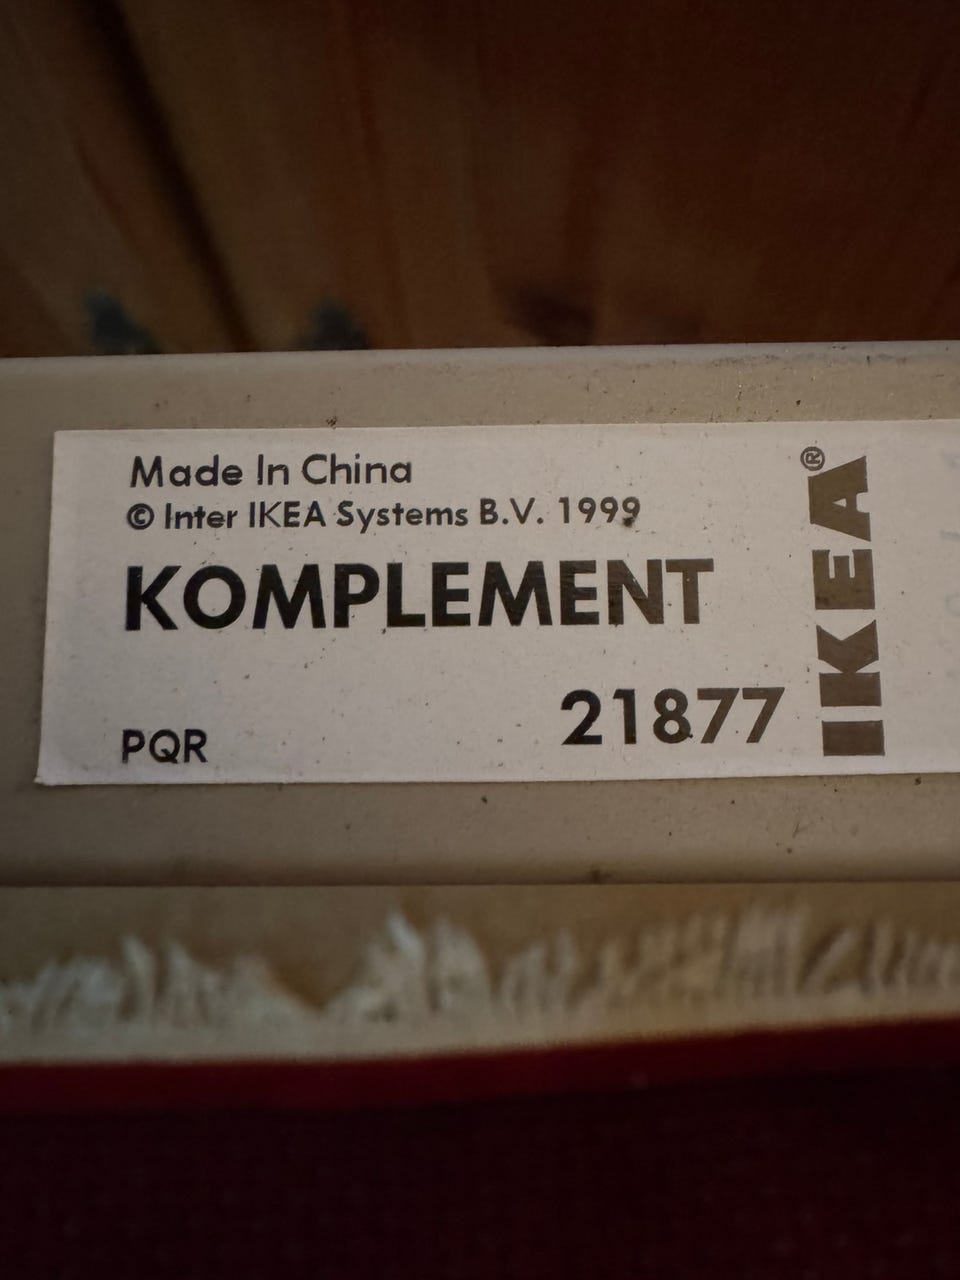 Made In China
© Inter IKEA Systems B.V. 1999
KOMPLEMENT
21877
PQR
IKEA®